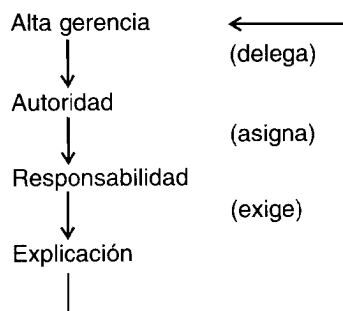 Alta gerencia
(delega)
Autoridad
(asigna)
Responsabilidad
(exige)
Explicación